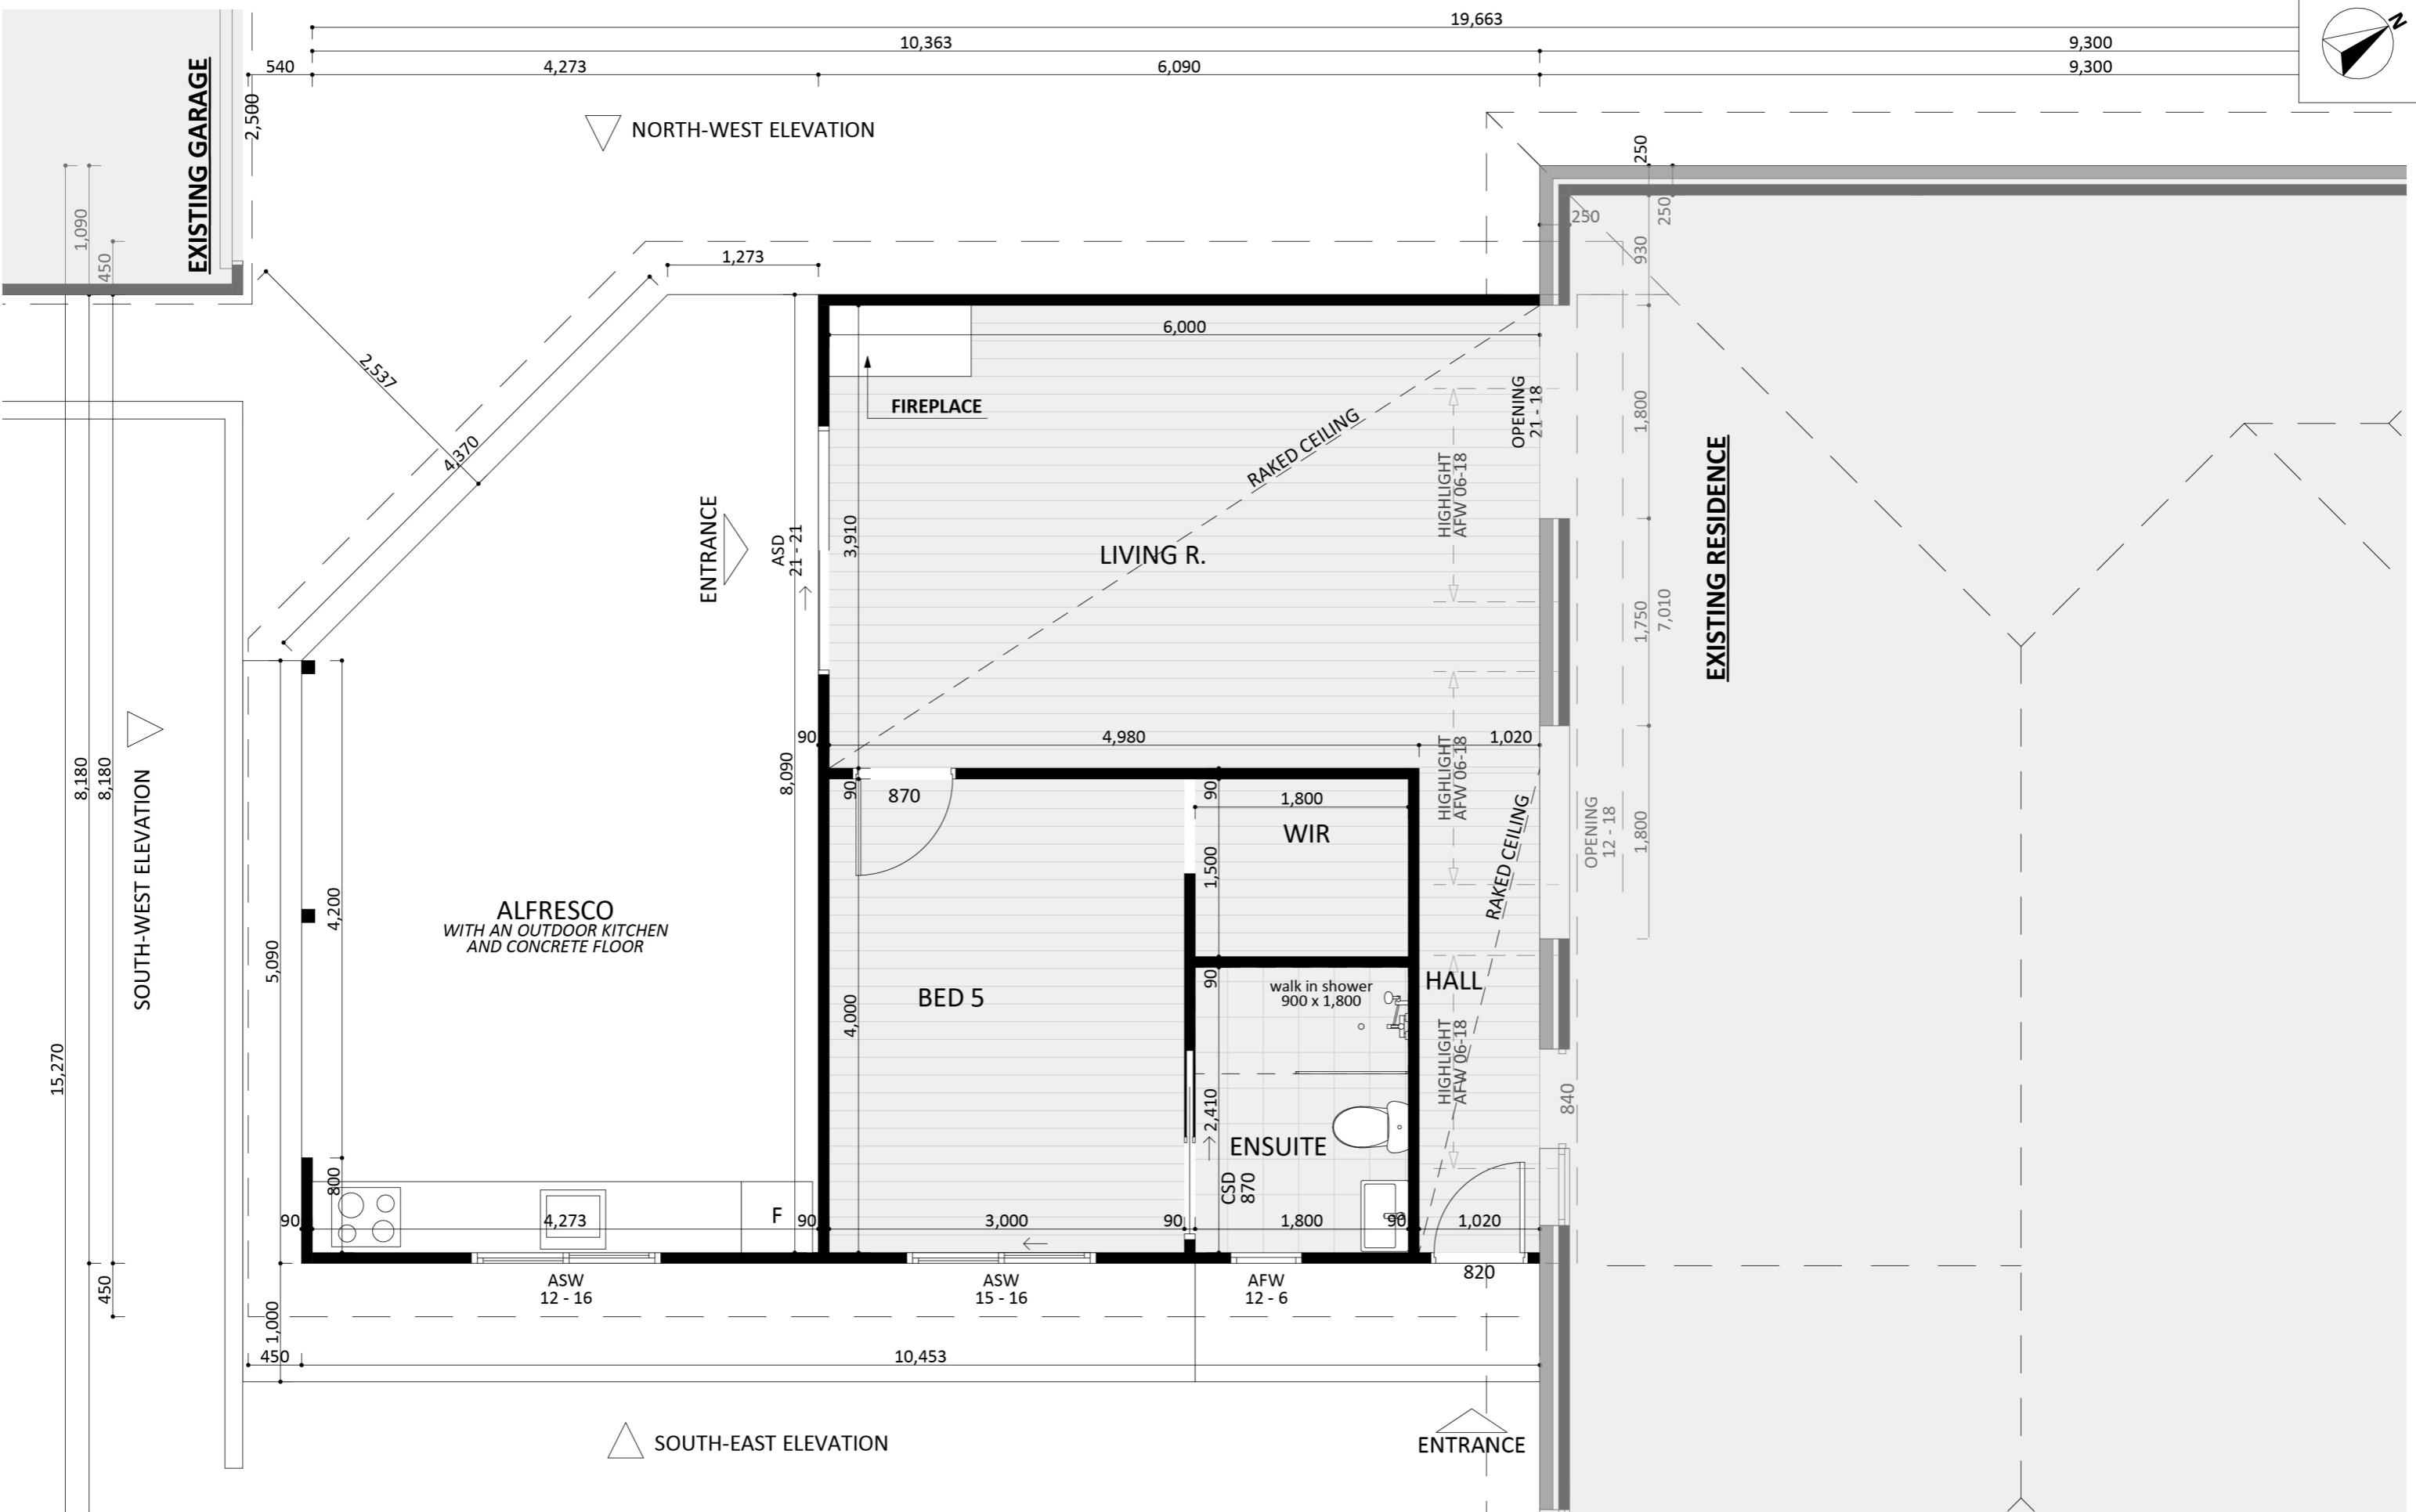 19,663
10,363
9,300
540
4,273
6,090
9,300
N
2,500
EXISTING GARAGE
NORTH-WEST ELEVATION
250
250
250
930
1,090
450
1,273
6,000
2,537
4,370
FIREPLACE
OPENING
21 - 18
1,800
RAKED CEILING
HIGHLIGHT
AFW 06-18
EXISTING RESIDENCE
ENTRANCE
ASD
21 - 21
3,910
LIVING R.
1,750
7,010
90
4,980
1,020
8,180
8,180
SOUTH-WEST ELEVATION
8,090
90
870
90
1,800
WIR
1,500
HIGHLIGHT
AFW 06-18
RAKED CEILING
OPENING
12 - 18
1,800
4,200
5,090
ALFRESCO
WITH AN OUTDOOR KITCHEN
AND CONCRETE FLOOR
BED 5
4,000
90
walk in shower
900 x 1,800
HALL
HIGHLIGHT
AFW 06-18
840
15,270
2,410
ENSUITE
CSD
870
800
F
90
4,273
90
3,000
90
1,800
90
1,020
820
ASW
12 - 16
ASW
15 - 16
AFW
12 - 6
450
1,000
450
10,453
SOUTH-EAST ELEVATION
ENTRANCE